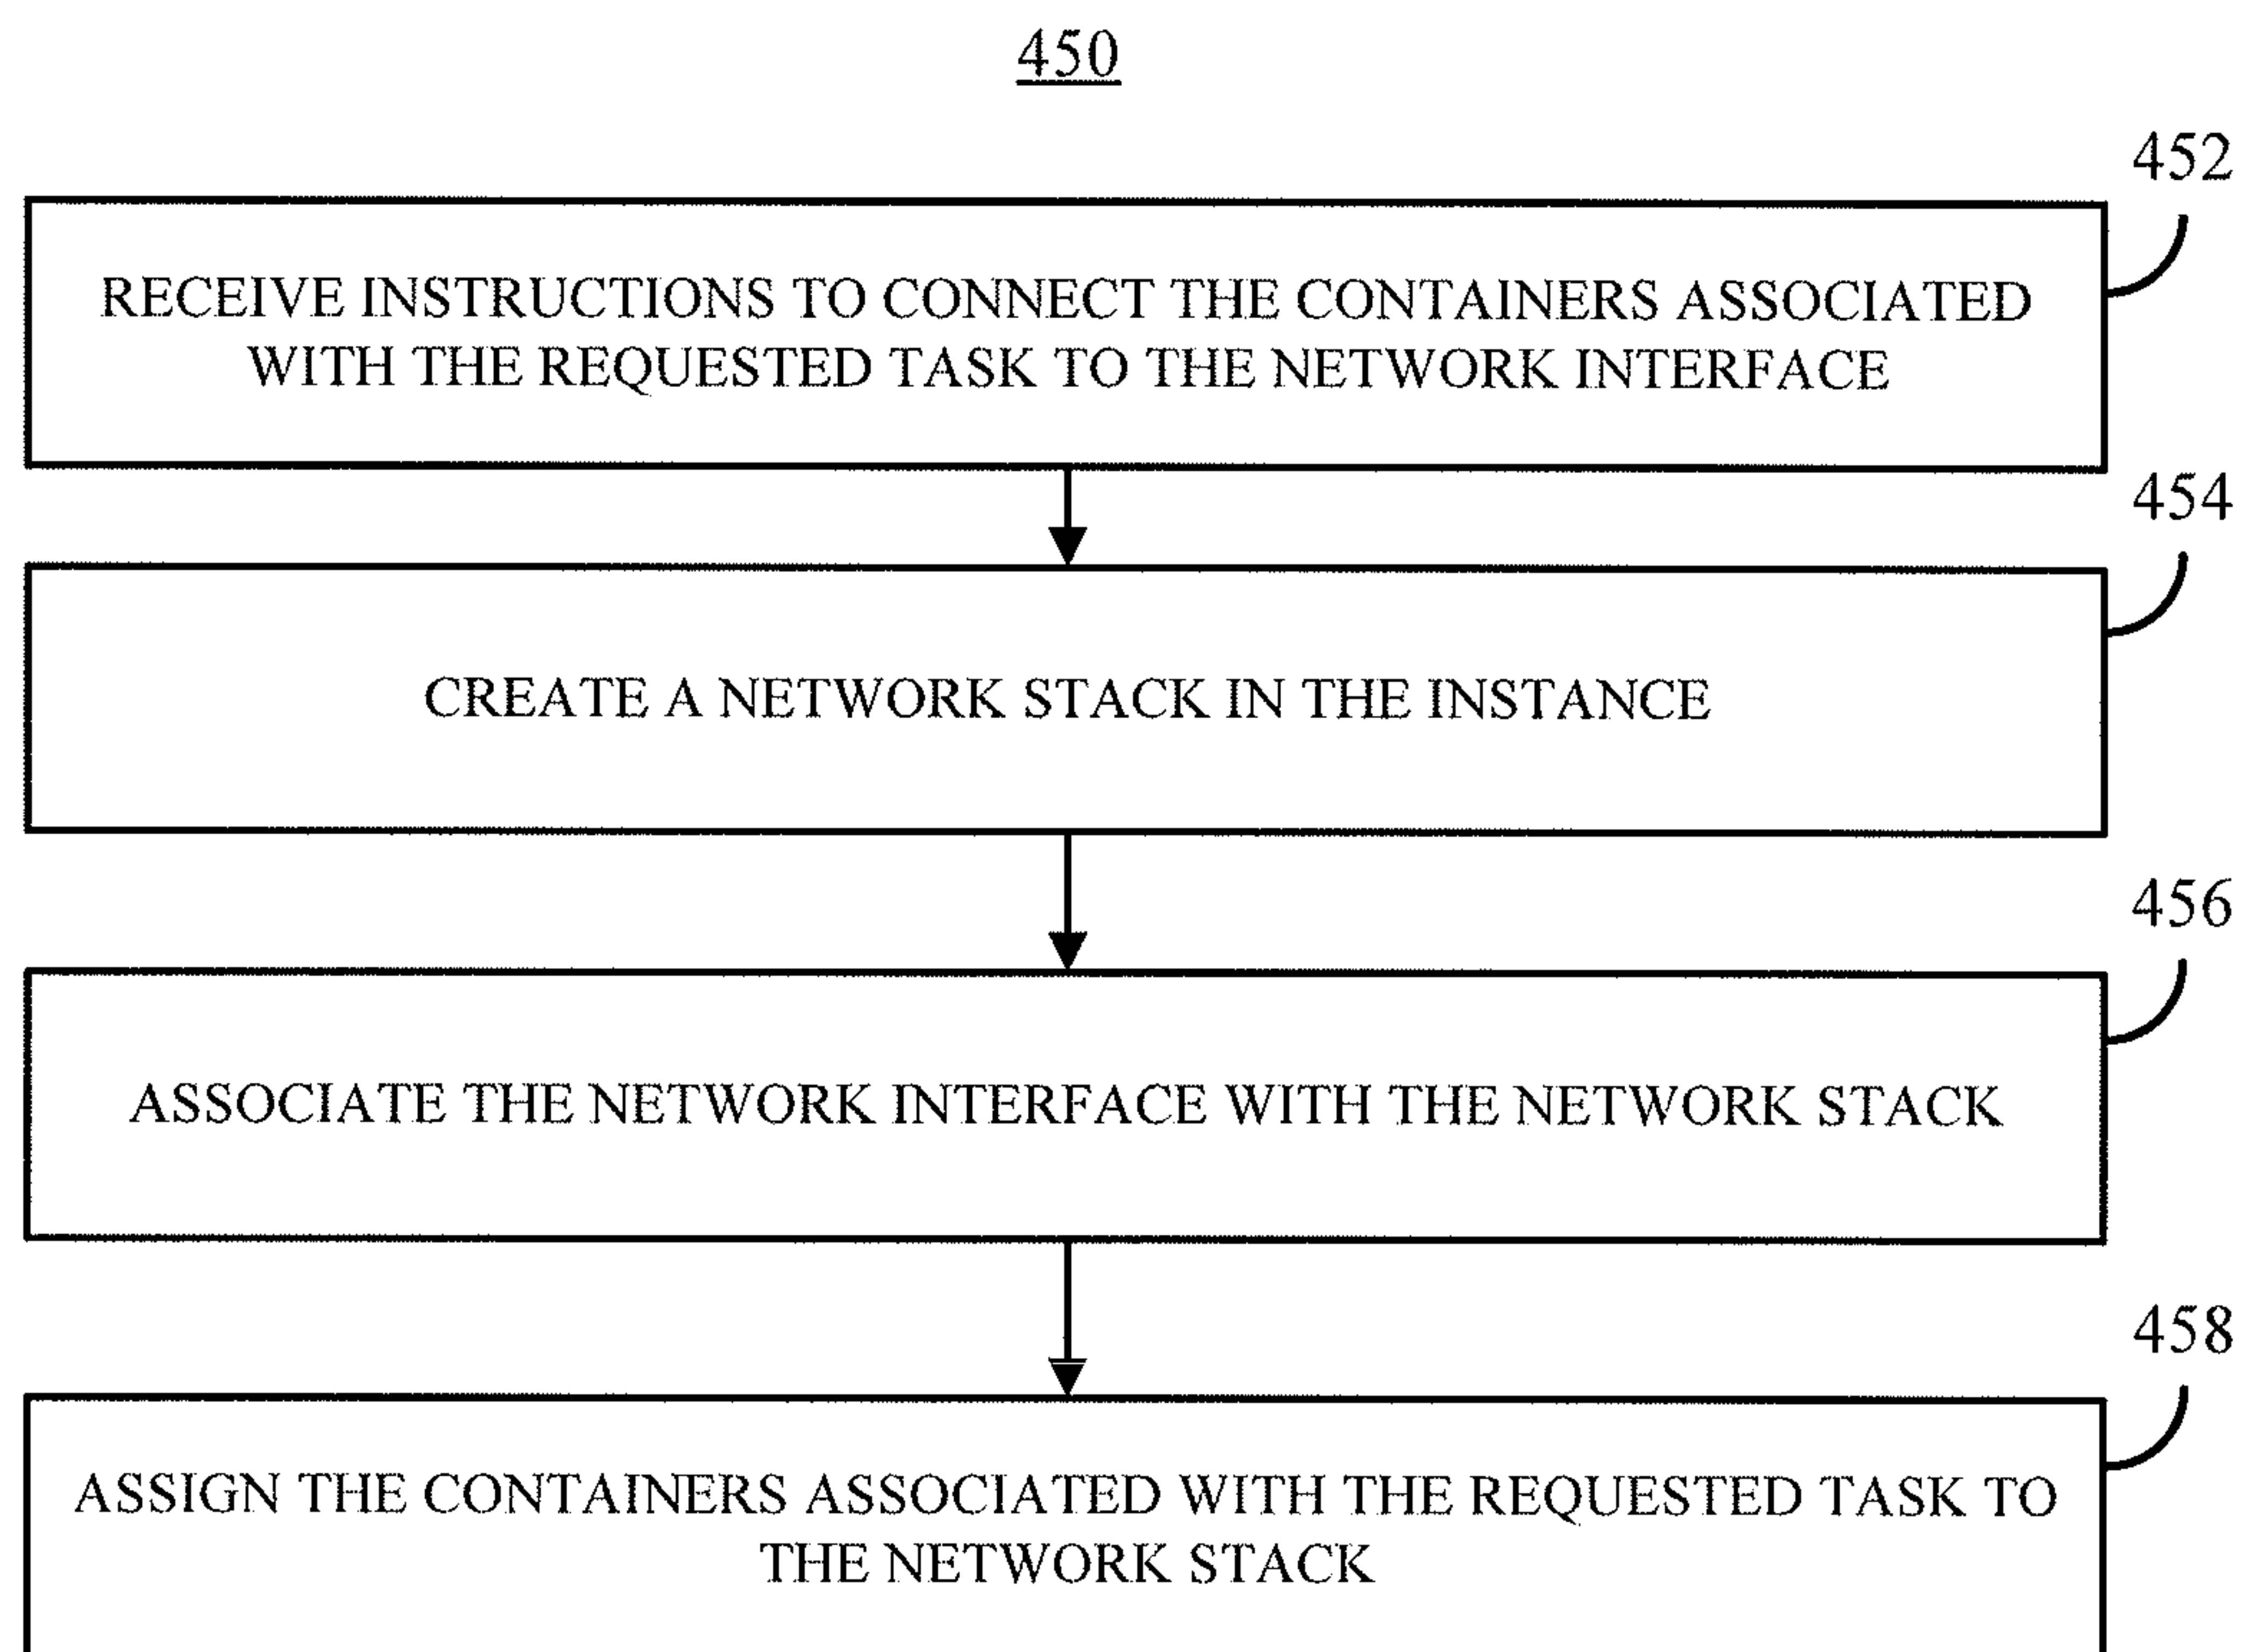 450
452
RECEIVE INSTRUCTIONS TO CONNECT THE CONTAINERS ASSOCIATED
WITH THE REQUESTED TASK TO THE NETWORK INTERFACE
454
CREATE A NETWORK STACK IN THE INSTANCE
456
ASSOCIATE THE NETWORK INTERFACE WITH THE NETWORK STACK
458
ASSIGN THE CONTAINERS ASSOCIATED WITH THE REQUESTED TASK TO
THE NETWORK STACK